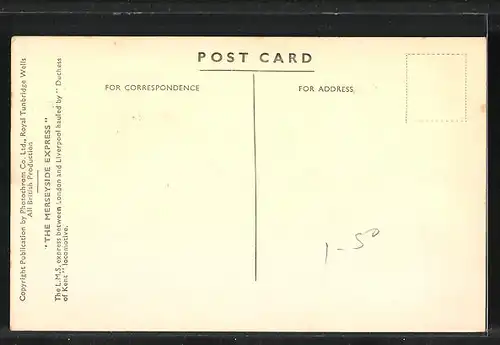 POST CARD
FOR CORRESPONDENCE
FOR ADDRESS
Copyright Publication by Photochrom Co. Ltd., Royal Tunbridge Wells
All British Production
"THE MERSEYSIDE EXPRESS"
The L.M.S. express between London and Liverpool hauled by "Duchess
of Kent" locomotive.
1-50